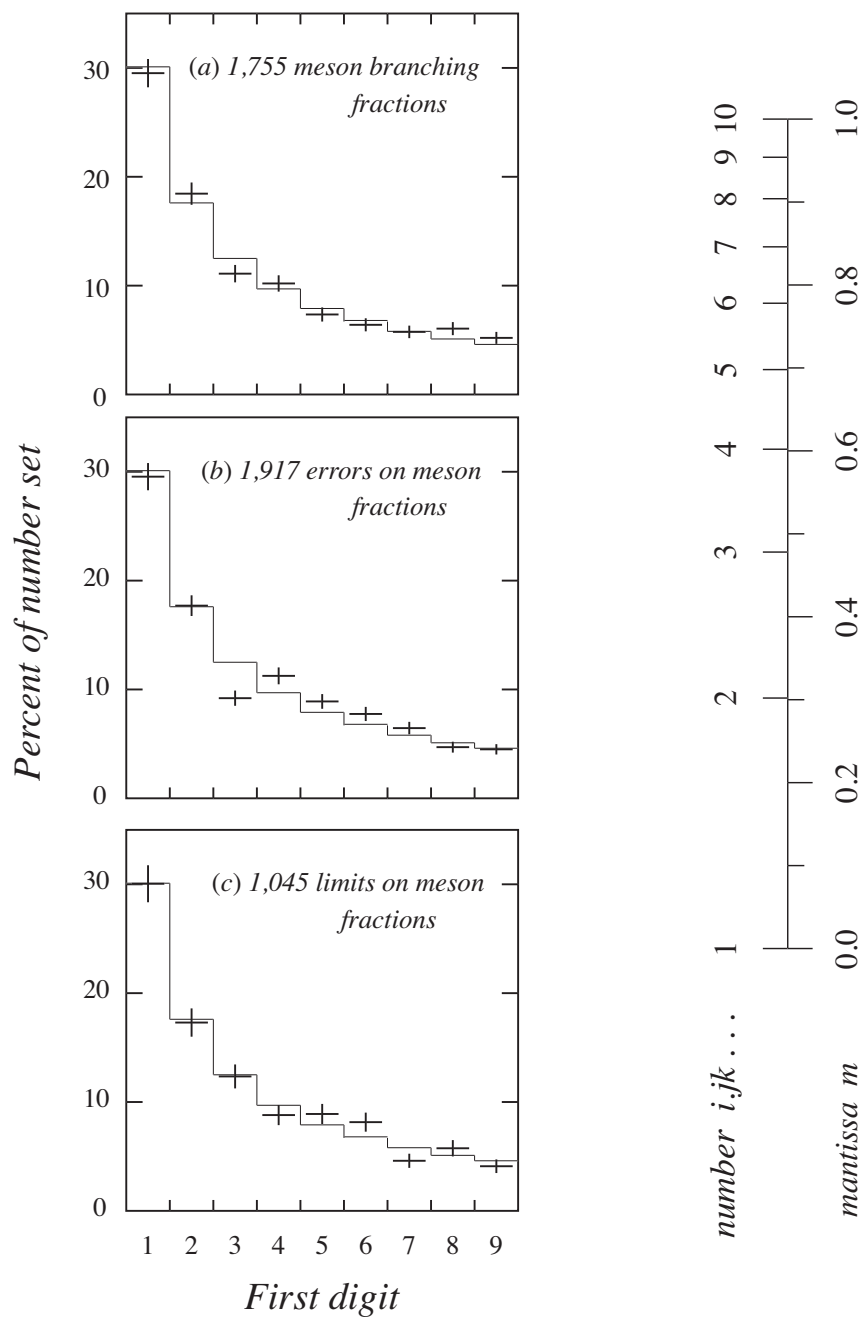 Percent of number set
30
20
10
0
(a) 1,755 meson branching
fractions
30
20
10
0
(b) 1,917 errors on meson
fractions
30
20
10
0
(c) 1,045 limits on meson
fractions
1 2 3 4 5 6 7 8 9
First digit
number i.jk . . .
1 2 3 4 5 6 7 8 9 10
mantissa m
0.0 0.2 0.4 0.6 0.8 1.0